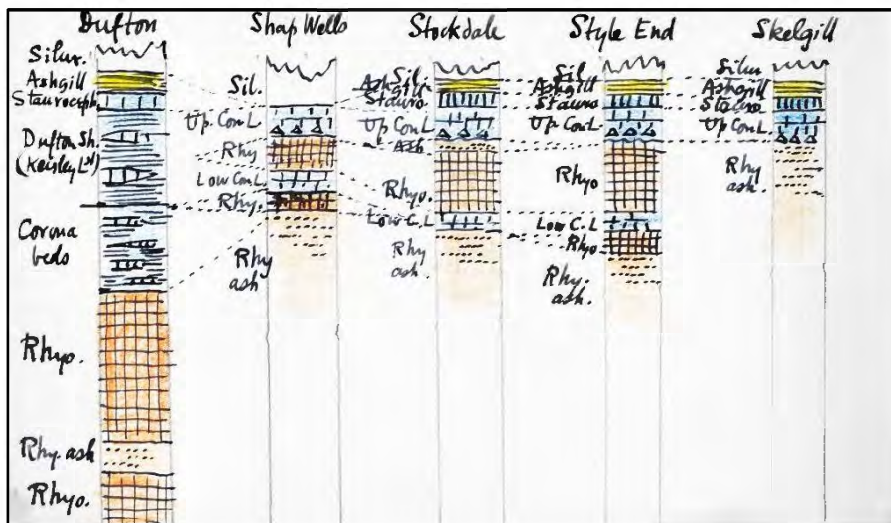 Dufton
Silur.
Ashgill
Stauroceph.
Dufton Sh.
(Keisley Lst)
Corona
beds
Rhyo.
Rhy. ash
Rhyo.
Shap Wells
Sil.
Up. Con L.
Rhy
Low Con L.
Rhy.
Rhy
ash
Stockdale
Sil.
Ashgill
Stauro
Up Con L.
Ash
Rhyo.
Low C. L
Rhy
ash
Style End
Sil
Ashgill
Stauro
Up Con L.
Rhyo
Low C. L
Rhyo
Rhy.
ash.
Skelgill
Silur
Ashgill
Stauro
Up Con L.
Rhy
ash.